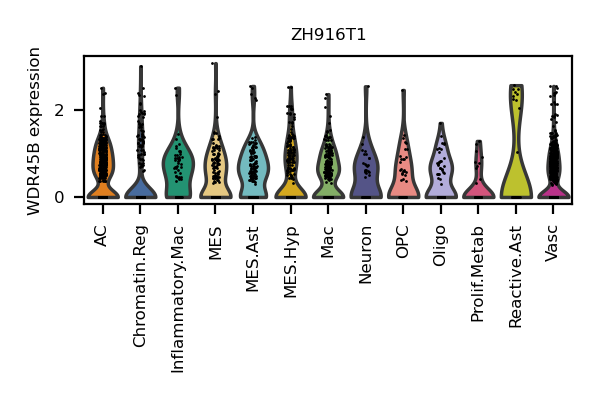 ZH916T1
WDR45B expression
2
0
AC
Chromatin.Reg
Inflammatory.Mac
MES
MES.Ast
MES.Hyp
Mac
Neuron
OPC
Oligo
Prolif.Metab
Reactive.Ast
Vasc